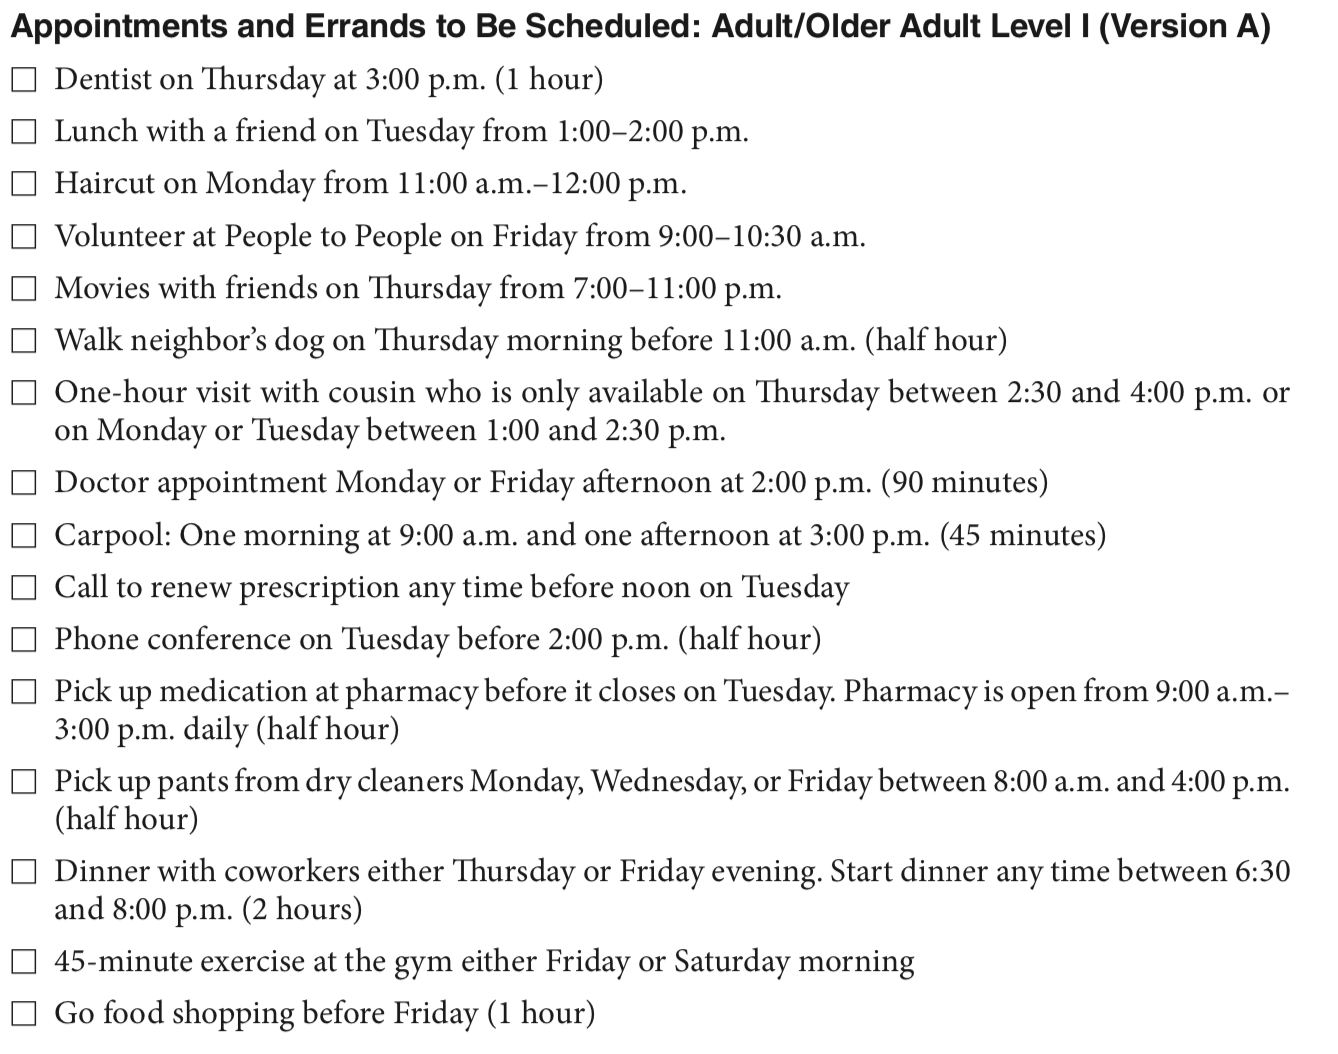 Appointments and Errands to Be Scheduled: Adult/Older Adult Level I (Version A)
☐ Dentist on Thursday at 3:00 p.m. (1 hour)
☐ Lunch with a friend on Tuesday from 1:00–2:00 p.m.
☐ Haircut on Monday from 11:00 a.m.–12:00 p.m.
☐ Volunteer at People to People on Friday from 9:00–10:30 a.m.
☐ Movies with friends on Thursday from 7:00–11:00 p.m.
☐ Walk neighbor’s dog on Thursday morning before 11:00 a.m. (half hour)
☐ One-hour visit with cousin who is only available on Thursday between 2:30 and 4:00 p.m. or
on Monday or Tuesday between 1:00 and 2:30 p.m.
☐ Doctor appointment Monday or Friday afternoon at 2:00 p.m. (90 minutes)
☐ Carpool: One morning at 9:00 a.m. and one afternoon at 3:00 p.m. (45 minutes)
☐ Call to renew prescription any time before noon on Tuesday
☐ Phone conference on Tuesday before 2:00 p.m. (half hour)
☐ Pick up medication at pharmacy before it closes on Tuesday. Pharmacy is open from 9:00 a.m.–
3:00 p.m. daily (half hour)
☐ Pick up pants from dry cleaners Monday, Wednesday, or Friday between 8:00 a.m. and 4:00 p.m.
(half hour)
☐ Dinner with coworkers either Thursday or Friday evening. Start dinner any time between 6:30
and 8:00 p.m. (2 hours)
☐ 45-minute exercise at the gym either Friday or Saturday morning
☐ Go food shopping before Friday (1 hour)